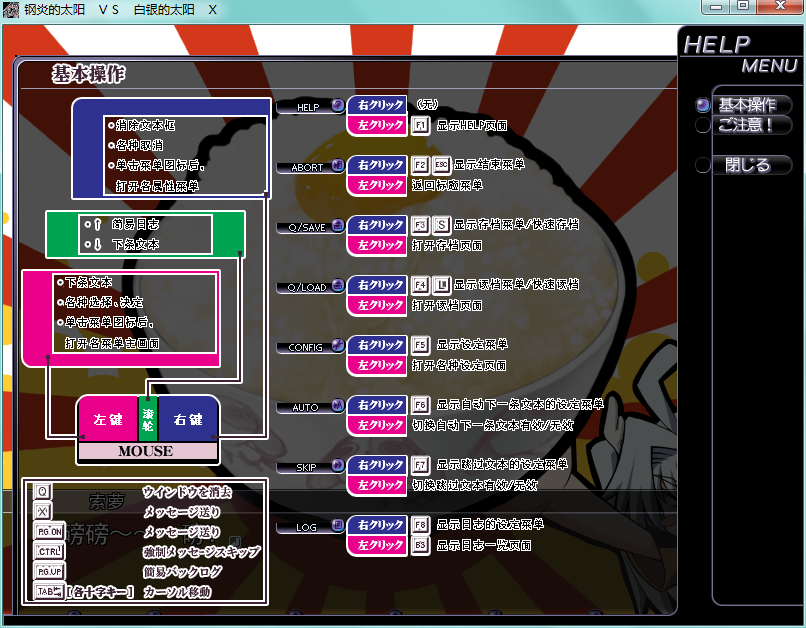 钢炎的太阳 ＶＳ 白银的太阳 Ｘ
HELP
MENU
基本操作
ご注意！
閉じる
基本操作
消除文本框
各种取消
单击菜单图标后,
打开各属性菜单
⇧ 简易日志
⇩ 下条文本
下条文本
各种选择、决定
单击菜单图标后,
打开各菜单主画面
左键
滚轮
右键
MOUSE
Q ウインドウを消去
X メッセージ送り
PG.DN メッセージ送り
CTRL 強制メッセージスキップ
PG.UP 簡易バックログ
TAB [各十字キー] カーソル移動
索萝
HELP 右クリック (无)
左クリック F1 显示HELP页面
ABORT 右クリック F2 ESC 显示结束菜单
左クリック 返回标题菜单
Q/SAVE 右クリック F3 S 显示存档菜单/快速存档
左クリック 打开存档页面
Q/LOAD 右クリック F4 L 显示读档菜单/快速读档
左クリック 打开读档页面
CONFIG 右クリック F5 显示设定菜单
左クリック 打开各种设定页面
AUTO 右クリック F6 显示自动下一条文本的设定菜单
左クリック 切换自动下一条文本有效/无效
SKIP 右クリック F7 显示跳过文本的设定菜单
左クリック 切换跳过文本有效/无效
LOG 右クリック F8 显示日志的设定菜单
左クリック BS 显示日志一览页面